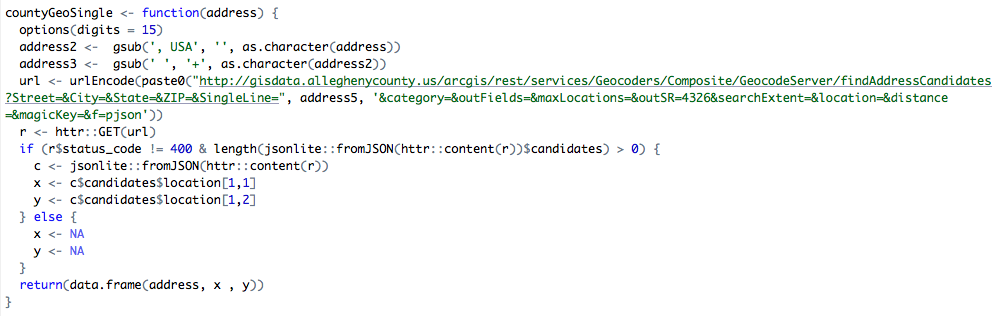 countyGeoSingle <- function(address) {
  options(digits = 15)
  address2 <-  gsub(', USA', '', as.character(address))
  address3 <-  gsub(' ', '+', as.character(address2))
  url <- urlEncode(paste0("http://gisdata.alleghenycounty.us/arcgis/rest/services/Geocoders/Composite/GeocodeServer/findAddressCandidates
?Street=&City=&State=&ZIP=&SingleLine=", address5, '&category=&outFields=&maxLocations=&outSR=4326&searchExtent=&location=&distance
=&magicKey=&f=pjson'))
  r <- httr::GET(url)
  if (r$status_code != 400 & length(jsonlite::fromJSON(httr::content(r))$candidates) > 0) {
    c <- jsonlite::fromJSON(httr::content(r))
    x <- c$candidates$location[1,1]
    y <- c$candidates$location[1,2]
  } else {
    x <- NA
    y <- NA
  }
  return(data.frame(address, x , y))
}